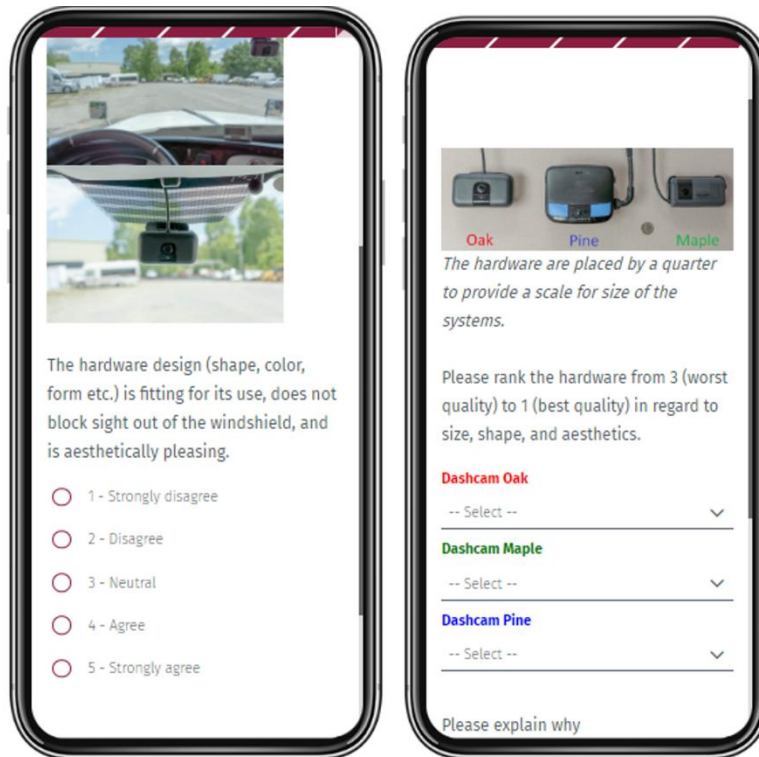 The hardware design (shape, color,
form etc.) is fitting for its use, does not
block sight out of the windshield, and
is aesthetically pleasing.
1 - Strongly disagree
2 - Disagree
3 - Neutral
4 - Agree
5 - Strongly agree
Oak Pine Maple
The hardware are placed by a quarter
to provide a scale for size of the
systems.
Please rank the hardware from 3 (worst
quality) to 1 (best quality) in regard to
size, shape, and aesthetics.
Dashcam Oak
-- Select --
Dashcam Maple
-- Select --
Dashcam Pine
-- Select --
Please explain why